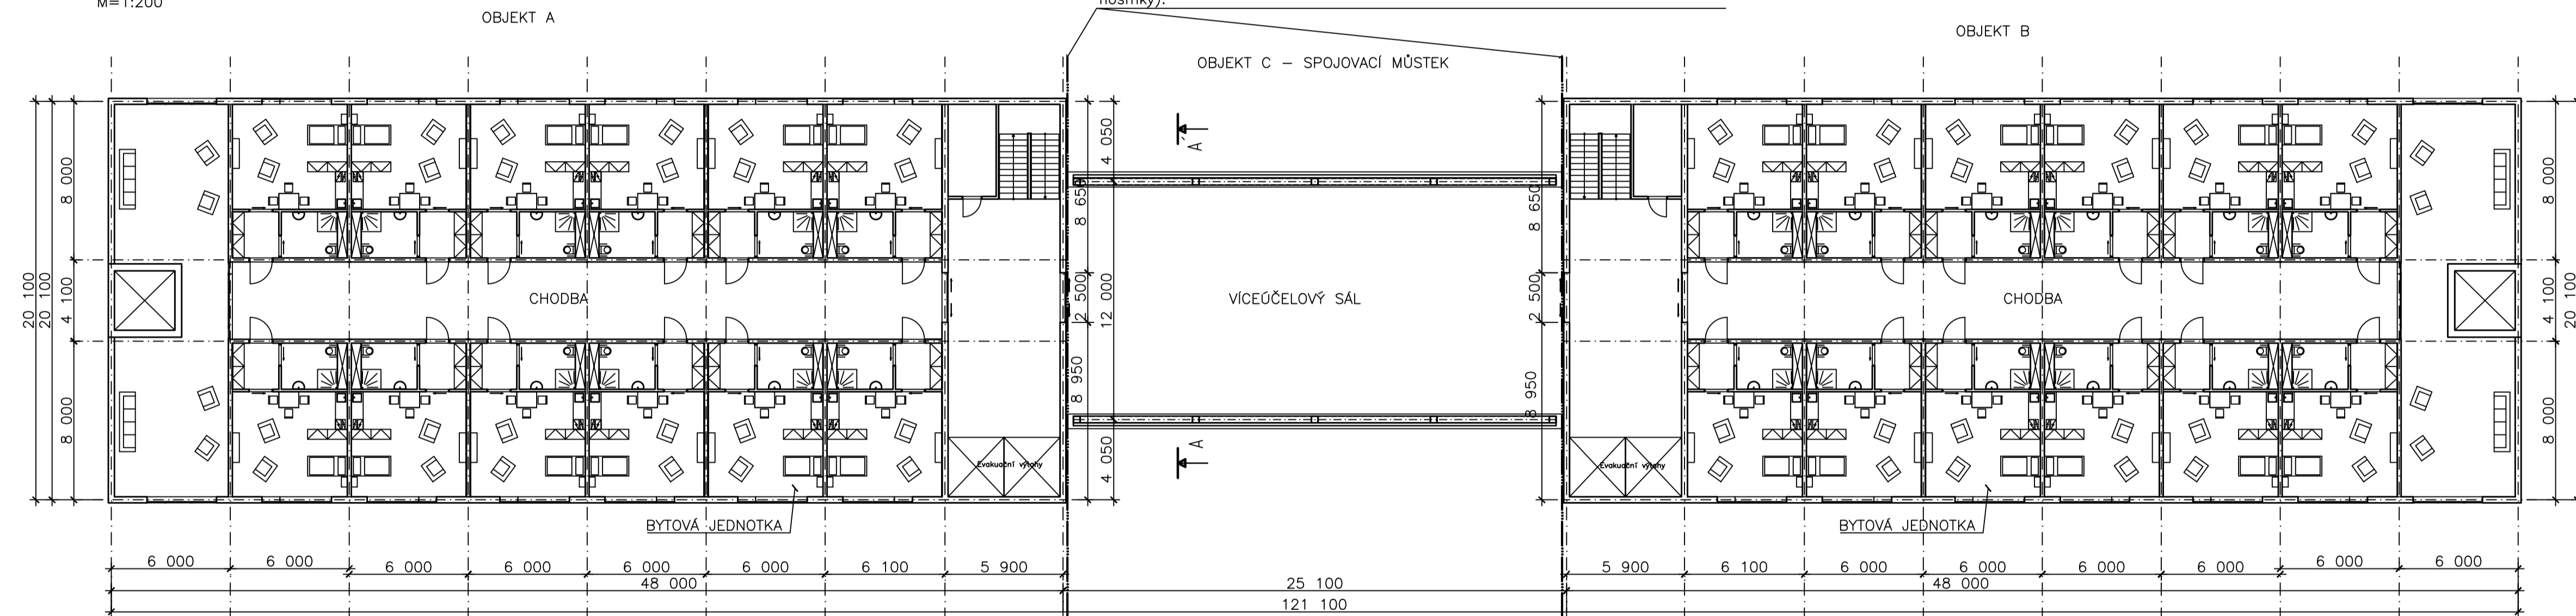 M=1:200
nosníky).
OBJEKT A
OBJEKT B
OBJEKT C – SPOJOVACÍ MŮSTEK
A´
4 050
8 000
8 650
8 650
8 000
20 100
20 100
4 100
CHODBA
2 500
12 000
VÍCEÚČELOVÝ SÁL
2 500
CHODBA
4 100
20 100
8 000
8 950
8 950
8 000
4 050
A
Evakuační výtahy
Evakuační výtahy
BYTOVÁ JEDNOTKA
BYTOVÁ JEDNOTKA
6 000 6 000 6 000 6 000 6 000 6 000 6 100 5 900
5 900 6 100 6 000 6 000 6 000 6 000 6 000 6 000
48 000 25 100 48 000
121 100